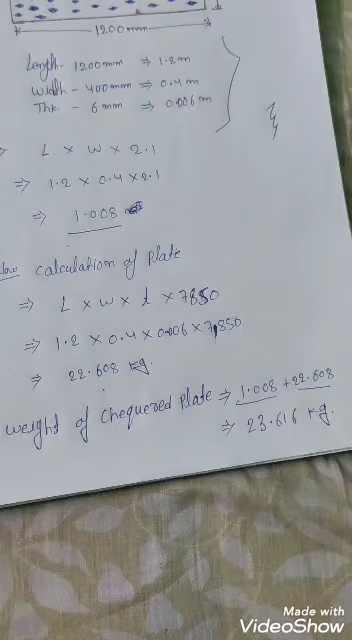 1200mm
Length - 1200mm ⇒ 1.2m
Width - 400mm ⇒ 0.4m
Thk - 6mm ⇒ 0.006m
L × W × 2.1
⇒ 1.2 × 0.4 × 2.1
⇒ 1.008
calculation of plate
⇒ L × W × t × 7850
⇒ 1.2 × 0.4 × 0.006 × 7,850
⇒ 22.608 kg.
weight of chequered plate ⇒ 1.008 + 22.608
⇒ 23.616 kg.
Made with
VideoShow